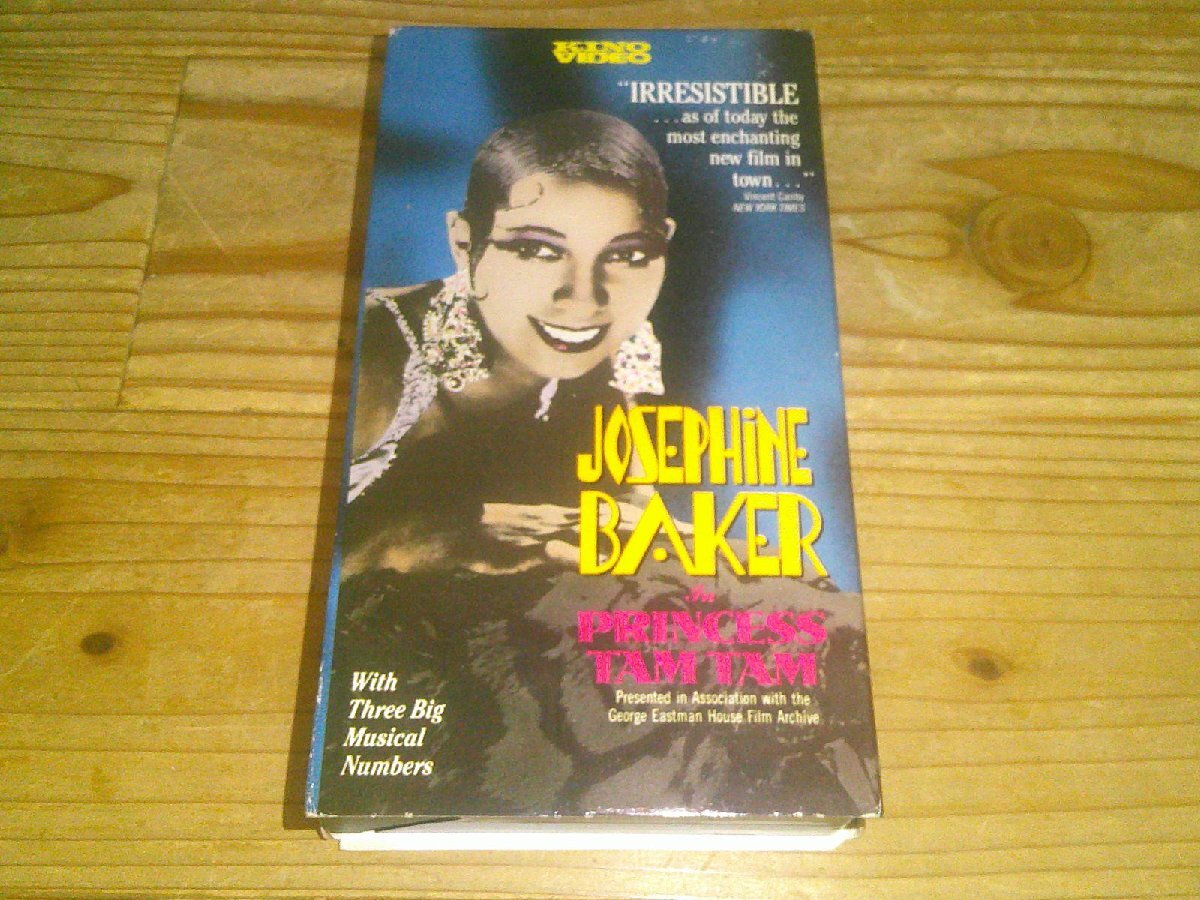 KINO
VIDEO
"IRRESISTIBLE
...as of today the
most enchanting
new film in
town..."
Vincent Canby
NEW YORK TIMES
JOSEPHiNE
BAKER
In
PRINCESS
TAM TAM
Presented in Association with the
George Eastman House Film Archive
With
Three Big
Musical
Numbers